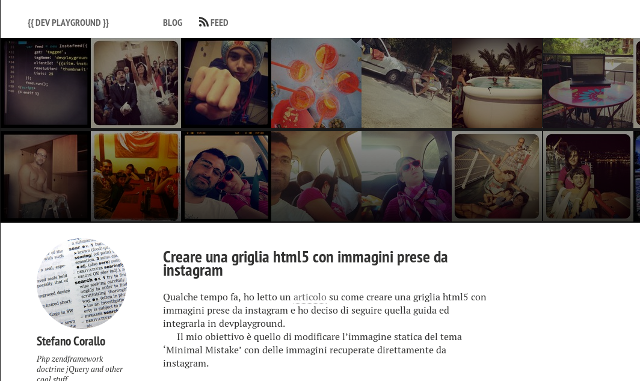 {{ DEV PLAYGROUND }}
BLOG
FEED
Creare una griglia html5 con immagini prese da
instagram
Qualche tempo fa, ho letto un articolo su come creare una griglia html5 con
immagini prese da instagram e ho deciso di seguire quella guida ed
integrarla in devplayground.
Il mio obiettivo è quello di modificare l'immagine statica del tema
‘Minimal Mistake’ con delle immagini recuperate direttamente da
instagram.
Stefano Corallo
Php zendframework
doctrine jQuery and other
cool stuff